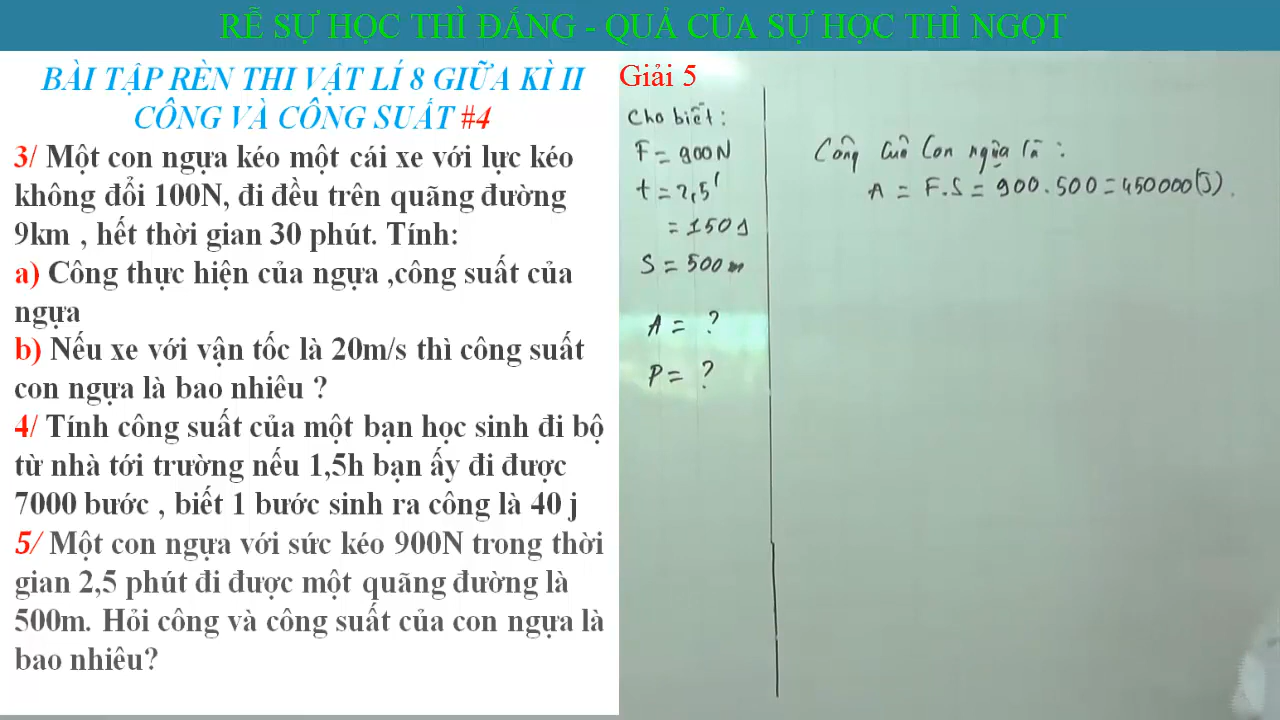 RỄ SỰ HỌC THÌ ĐẮNG - QUẢ CỦA SỰ HỌC THÌ NGỌT
BÀI TẬP RÈN THI VẬT LÍ 8 GIỮA KÌ II
CÔNG VÀ CÔNG SUẤT #4
3/ Một con ngựa kéo một cái xe với lực kéo
không đổi 100N, đi đều trên quãng đường
9km , hết thời gian 30 phút. Tính:
a) Công thực hiện của ngựa ,công suất của
ngựa
b) Nếu xe với vận tốc là 20m/s thì công suất
con ngựa là bao nhiêu ?
4/ Tính công suất của một bạn học sinh đi bộ
từ nhà tới trường nếu 1,5h bạn ấy đi được
7000 bước , biết 1 bước sinh ra công là 40 j
5/ Một con ngựa với sức kéo 900N trong thời
gian 2,5 phút đi được một quãng đường là
500m. Hỏi công và công suất của con ngựa là
bao nhiêu?
Giải 5
Cho biết:
F = 900N
t = 2,5'
= 150s
S = 500m
A = ?
P = ?
Công của Con ngựa là:
A = F.S = 900.500 = 450000(J).